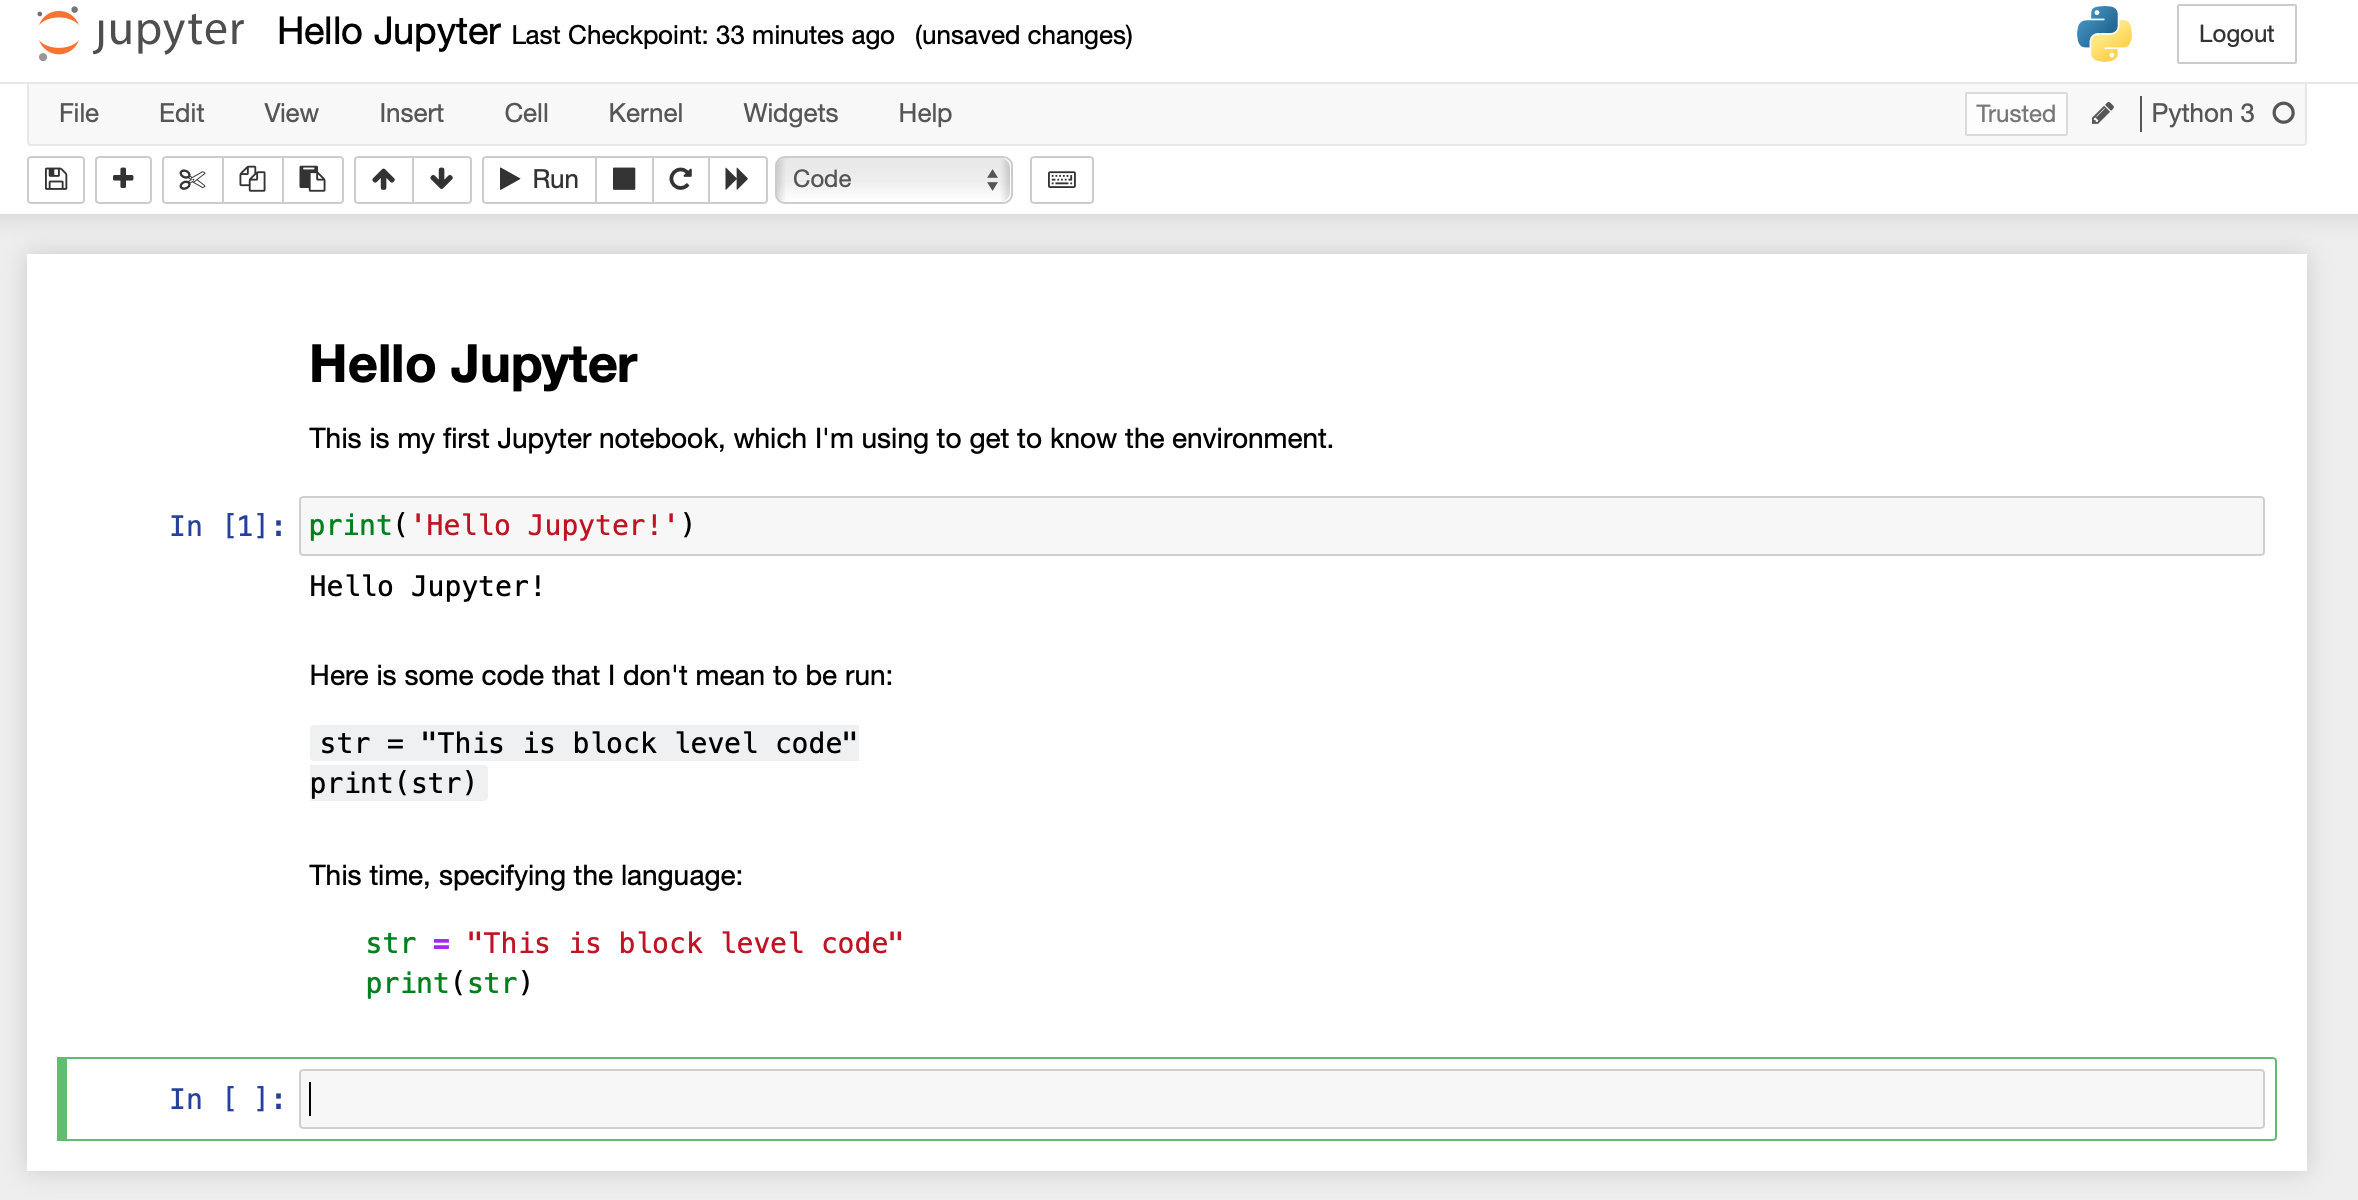 jupyter Hello Jupyter Last Checkpoint: 33 minutes ago (unsaved changes) Logout
File Edit View Insert Cell Kernel Widgets Help Trusted Python 3
Run Code
Hello Jupyter
This is my first Jupyter notebook, which I'm using to get to know the environment.
In [1]: print('Hello Jupyter!')
Hello Jupyter!
Here is some code that I don't mean to be run:
str = "This is block level code"
print(str)
This time, specifying the language:
str = "This is block level code"
print(str)
In [ ]: